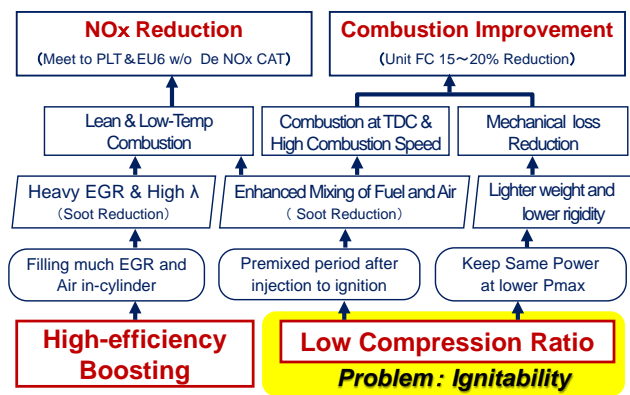 NOx Reduction
(Meet to PLT&EU6 w/o De NOx CAT)
Combustion Improvement
(Unit FC 15～20% Reduction)
Lean & Low-Temp
Combustion
Combustion at TDC &
High Combustion Speed
Mechanical loss
Reduction
Heavy EGR & High λ
(Soot Reduction)
Enhanced Mixing of Fuel and Air
( Soot Reduction)
Lighter weight and
lower rigidity
Filling much EGR and
Air in-cylinder
Premixed period after
injection to ignition
Keep Same Power
at lower Pmax
High-efficiency
Boosting
Low Compression Ratio
Problem : Ignitability